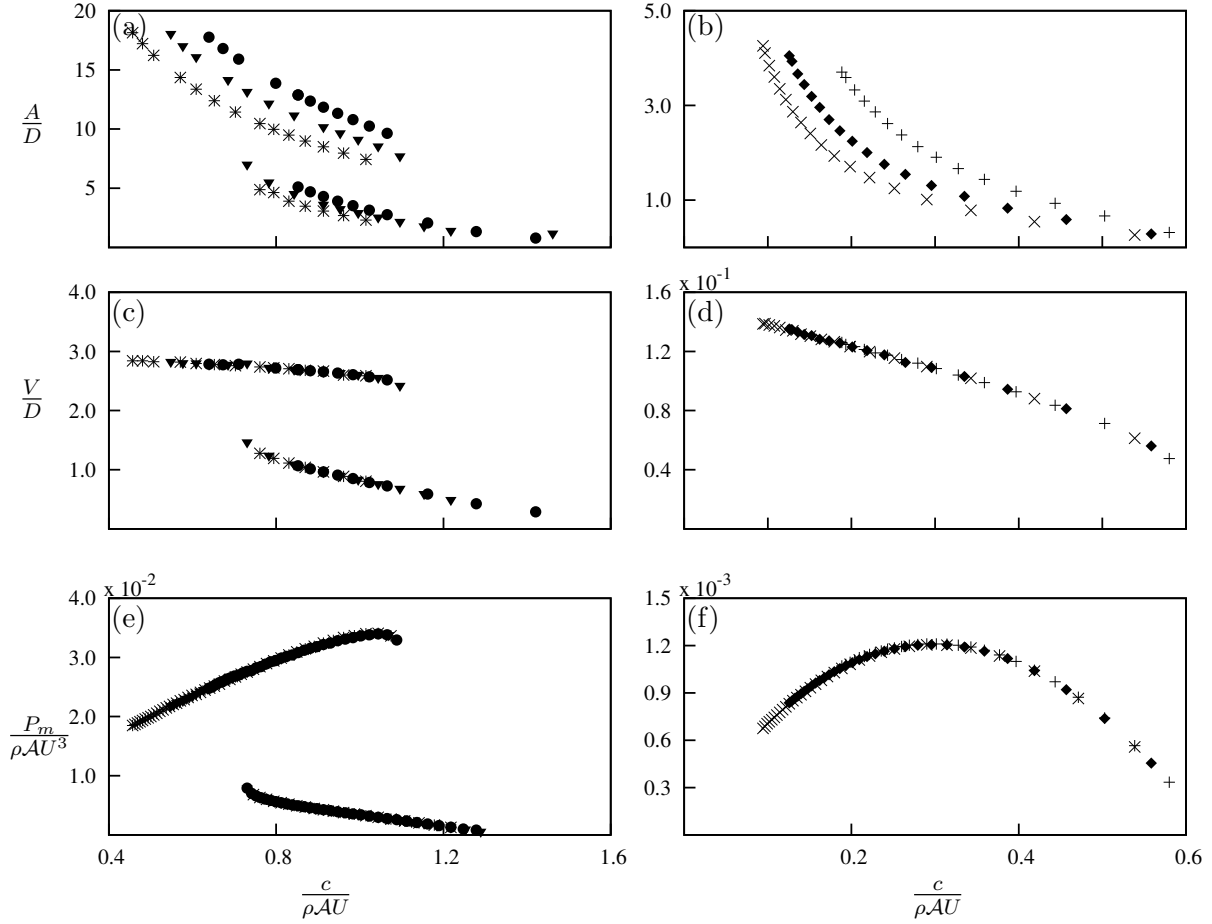 (a)
20
15
10
5
A/D
(b)
5.0
3.0
1.0
(c)
4.0
3.0
2.0
1.0
V/D
(d)
x 10^-1
1.6
1.2
0.8
0.4
(e)
x 10^-2
4.0
3.0
2.0
1.0
P_m/ρ𝒜U^3
0.4 0.8 1.2 1.6
c/ρ𝒜U
(f)
x 10^-3
1.5
1.2
0.9
0.6
0.3
0.2 0.4 0.6
c/ρ𝒜U